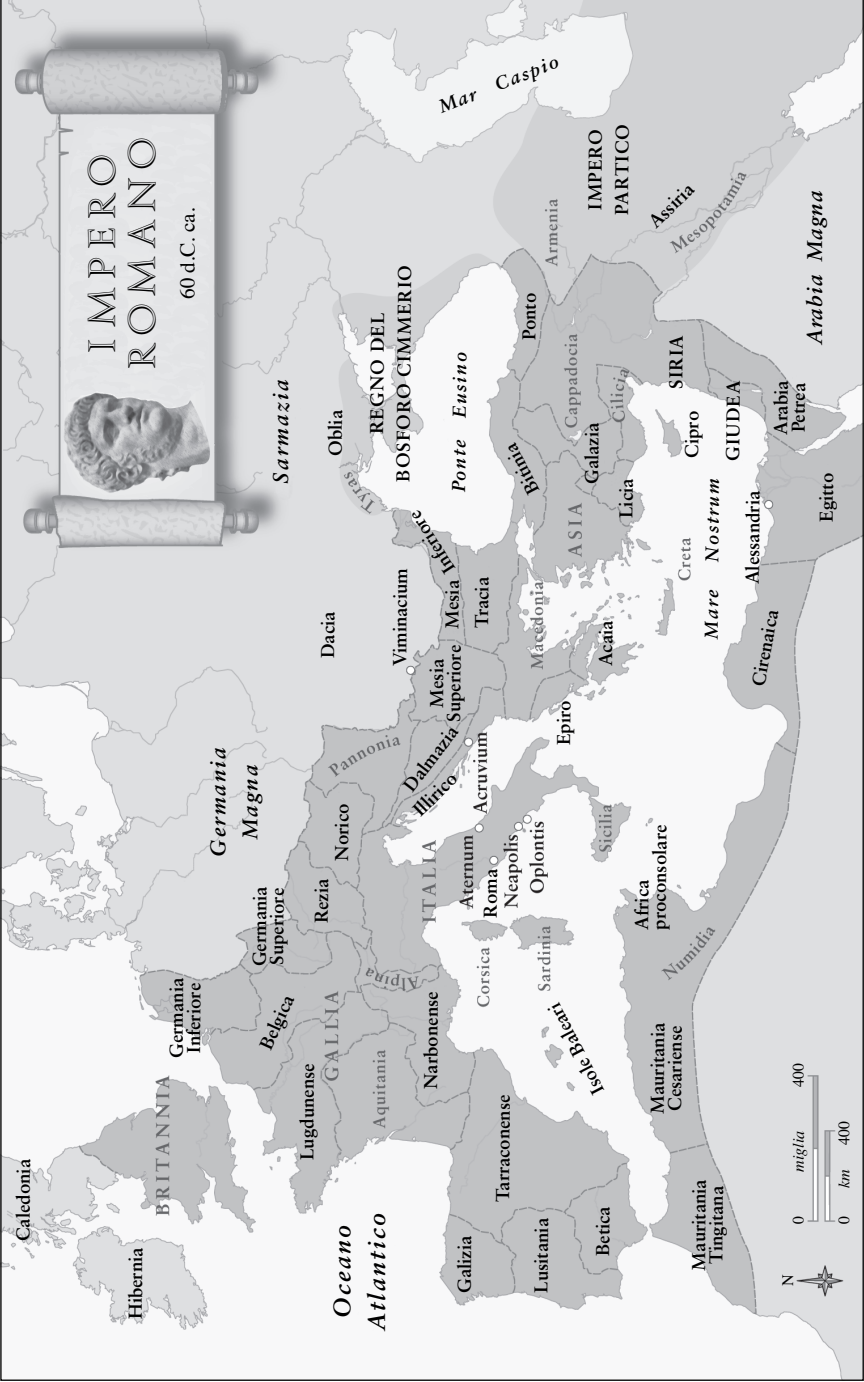 IMPERO
ROMANO
60 d.C. ca.
Caledonia
Hibernia
BRITANNIA
Oceano
Atlantico
Germania
Inferiore
Germania
Superiore
Belgica
GALLIA
Lugdunense
Aquitania
Narbonense
Alpina
Rezia
Norico
Pannonia
Germania
Magna
Dacia
Sarmazia
Oblia
Tyras
REGNO DEL
BOSFORO CIMMERIO
Ponte Eusino
Mar Caspio
Viminacium
Mesia
Superiore
Mesia Inferiore
Tracia
Dalmazia
Illirico
Acruvium
ITALIA
Aternum
Roma
Neapolis
Oplontis
Corsica
Sardinia
Sicilia
Isole Baleari
Galizia
Tarraconense
Lusitania
Betica
Epiro
Macedonia
Acaia
Creta
ASIA
Bitinia
Ponto
Galazia
Cappadocia
Licia
Cilicia
Cipro
Armenia
IMPERO
PARTICO
Assiria
Mesopotamia
SIRIA
GIUDEA
Arabia
Petrea
Arabia Magna
Mare Nostrum
Alessandria
Egitto
Cirenaica
Africa
proconsolare
Numidia
Mauritania
Cesariense
Mauritania
Tingitana
N
0 miglia 400
0 km 400